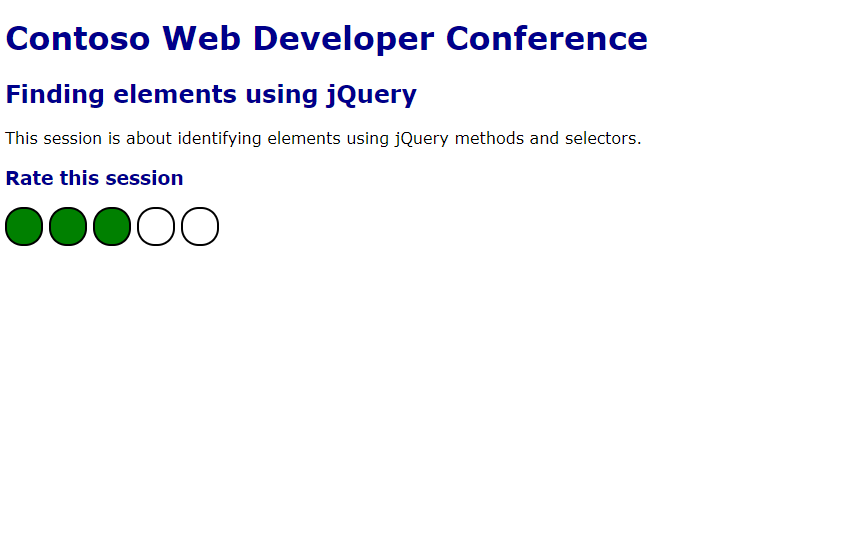 Contoso Web Developer Conference
Finding elements using jQuery
This session is about identifying elements using jQuery methods and selectors.
Rate this session